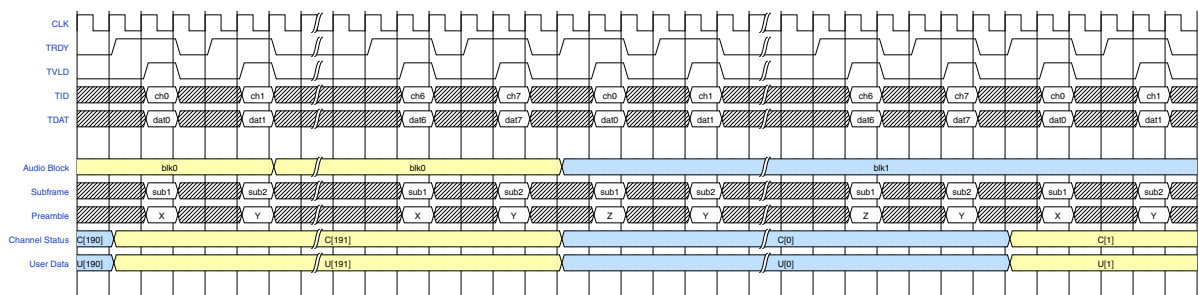 CLK
TRDY
TVLD
TID ch0 ch1 ch6 ch7 ch0 ch1 ch6 ch7 ch0 ch1
TDAT dat0 dat1 dat6 dat7 dat0 dat1 dat6 dat7 dat0 dat1
Audio Block blk0 blk0 blk1
Subframe sub1 sub2 sub1 sub2 sub1 sub2 sub1 sub2 sub1 sub2
Preamble X Y X Y Z Y Z Y X Y
Channel Status C[190] C[191] C[0] C[1]
User Data U[190] U[191] U[0] U[1]